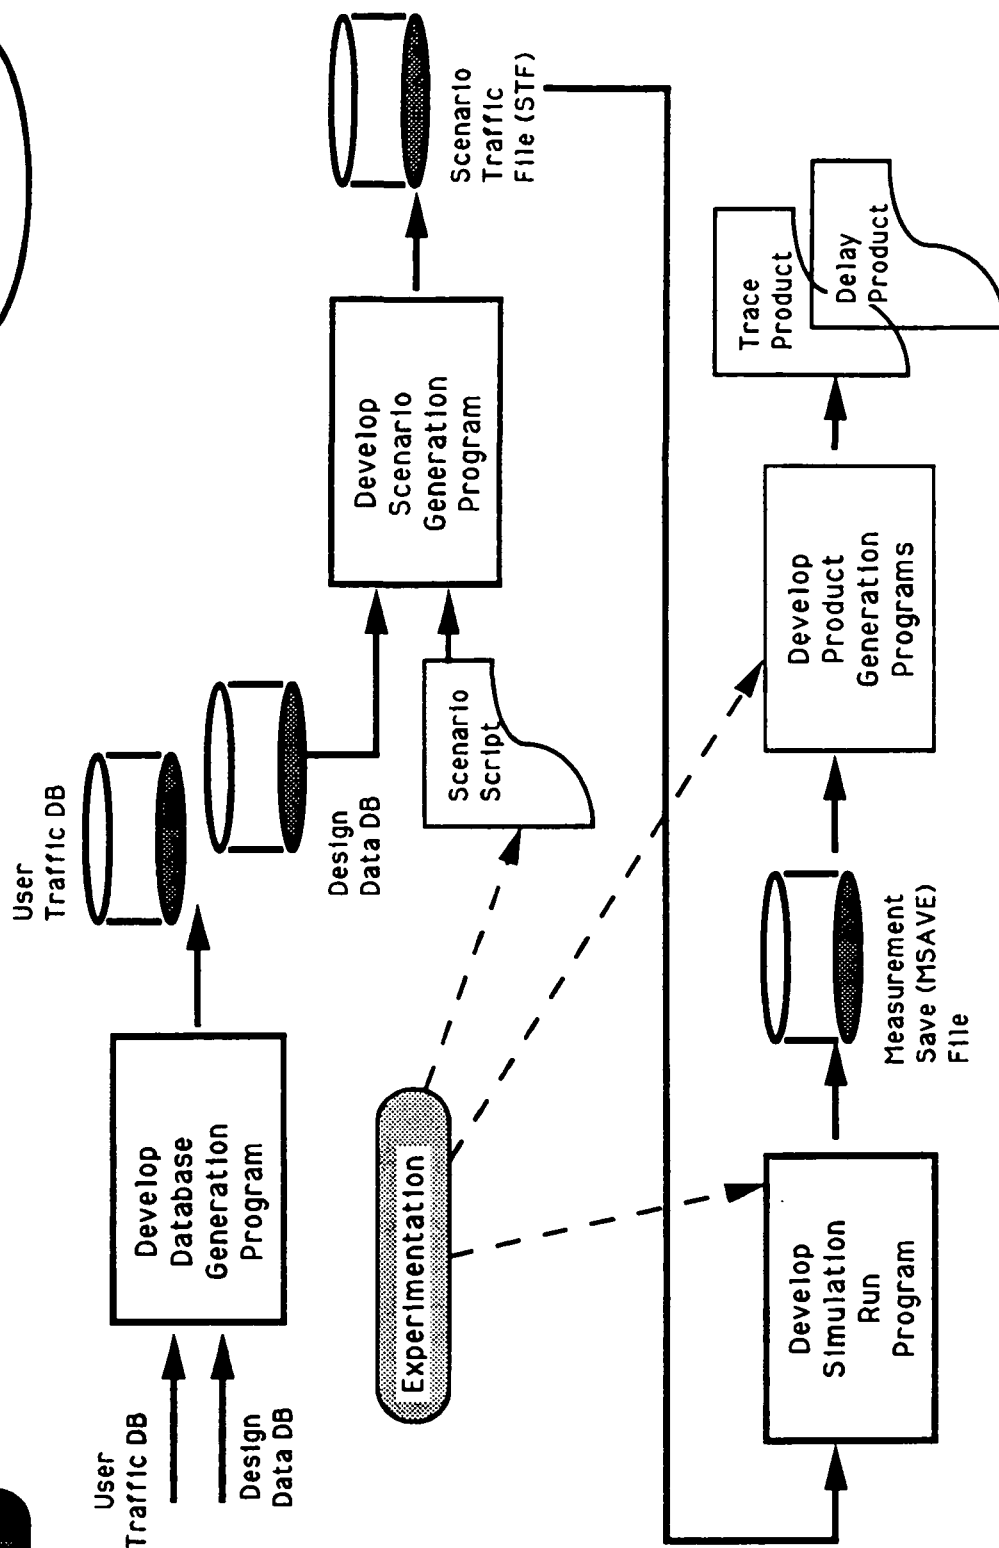 User
Traffic DB
Design
Data DB
Develop
Database
Generation
Program
User
Traffic DB
Design
Data DB
Scenario
Script
Develop
Scenario
Generation
Program
Scenario
Traffic
File (STF)
Experimentation
Develop
Simulation
Run
Program
Measurement
Save (MSAVE)
File
Develop
Product
Generation
Programs
Trace
Product
Delay
Product